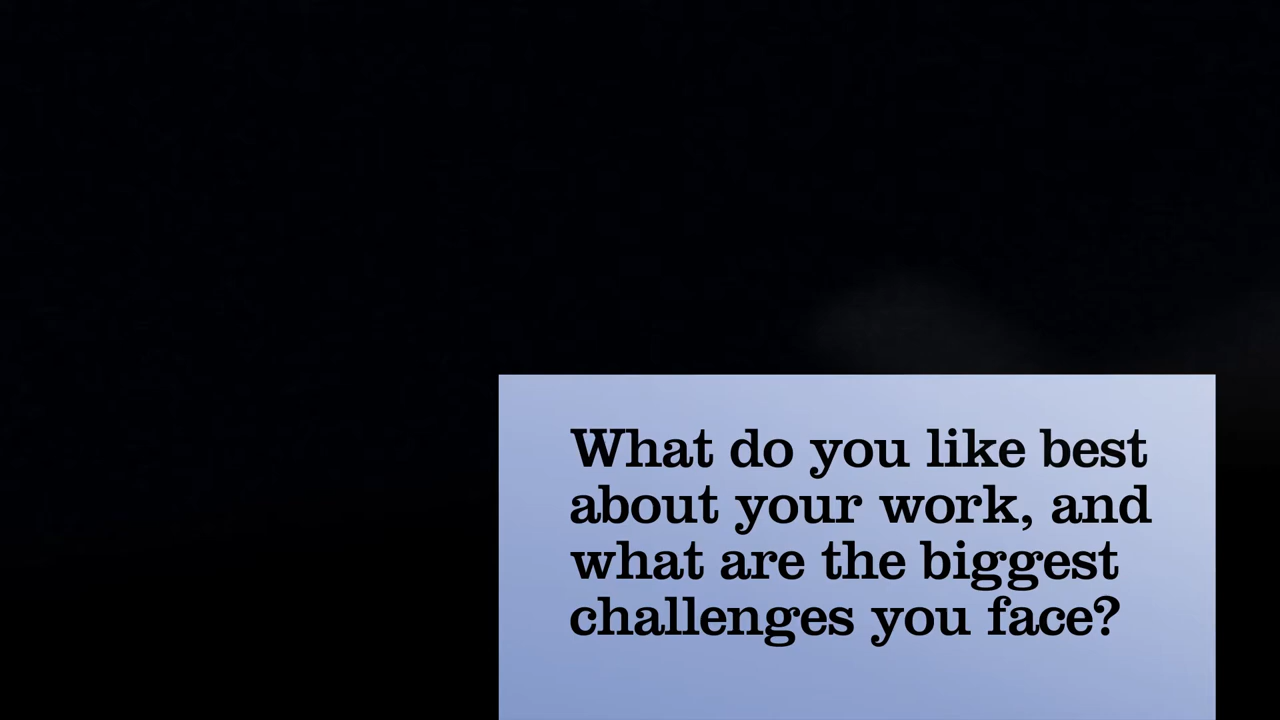 What do you like best
about your work, and
what are the biggest
challenges you face?